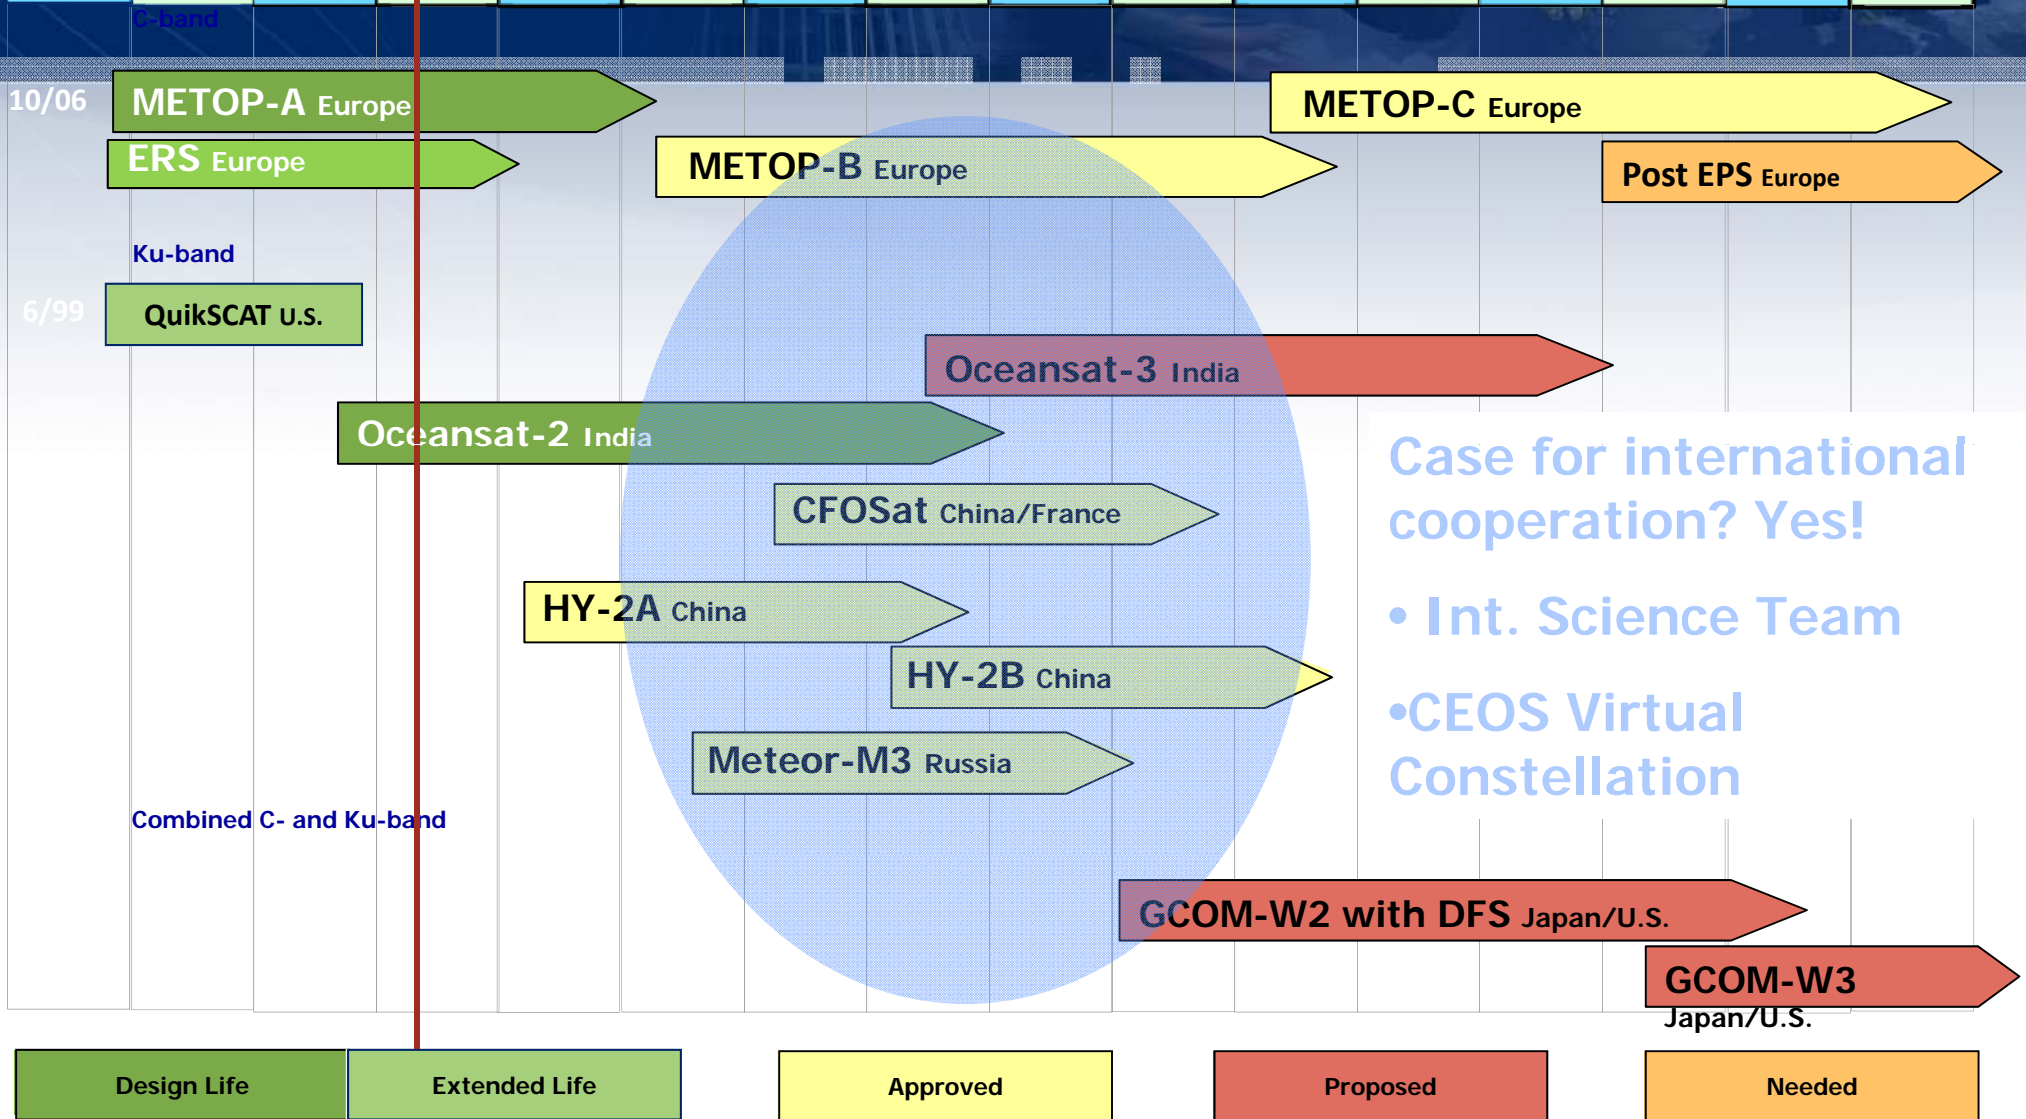 C-band
10/06
METOP-A Europe
METOP-C Europe
ERS Europe
METOP-B Europe
Post EPS Europe
Ku-band
6/99
QuikSCAT U.S.
Oceansat-3 India
Oceansat-2 India
CFOSat China/France
HY-2A China
HY-2B China
Meteor-M3 Russia
Case for international
cooperation? Yes!
• Int. Science Team
•CEOS Virtual
Constellation
Combined C- and Ku-band
GCOM-W2 with DFS Japan/U.S.
GCOM-W3
Japan/U.S.
Design Life
Extended Life
Approved
Proposed
Needed